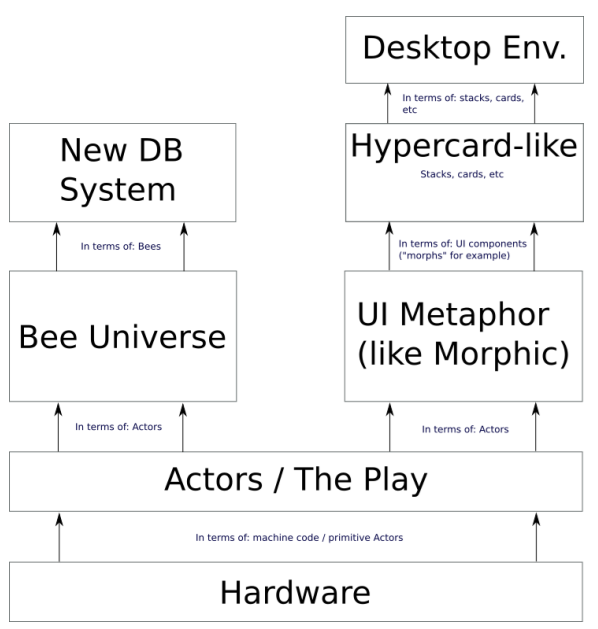 Desktop Env.
In terms of: stacks, cards,
etc
New DB
System
Hypercard-like
Stacks, cards, etc
In terms of: Bees
In terms of: UI components
("morphs" for example)
Bee Universe
UI Metaphor
(like Morphic)
In terms of: Actors
In terms of: Actors
Actors / The Play
In terms of: machine code / primitive Actors
Hardware